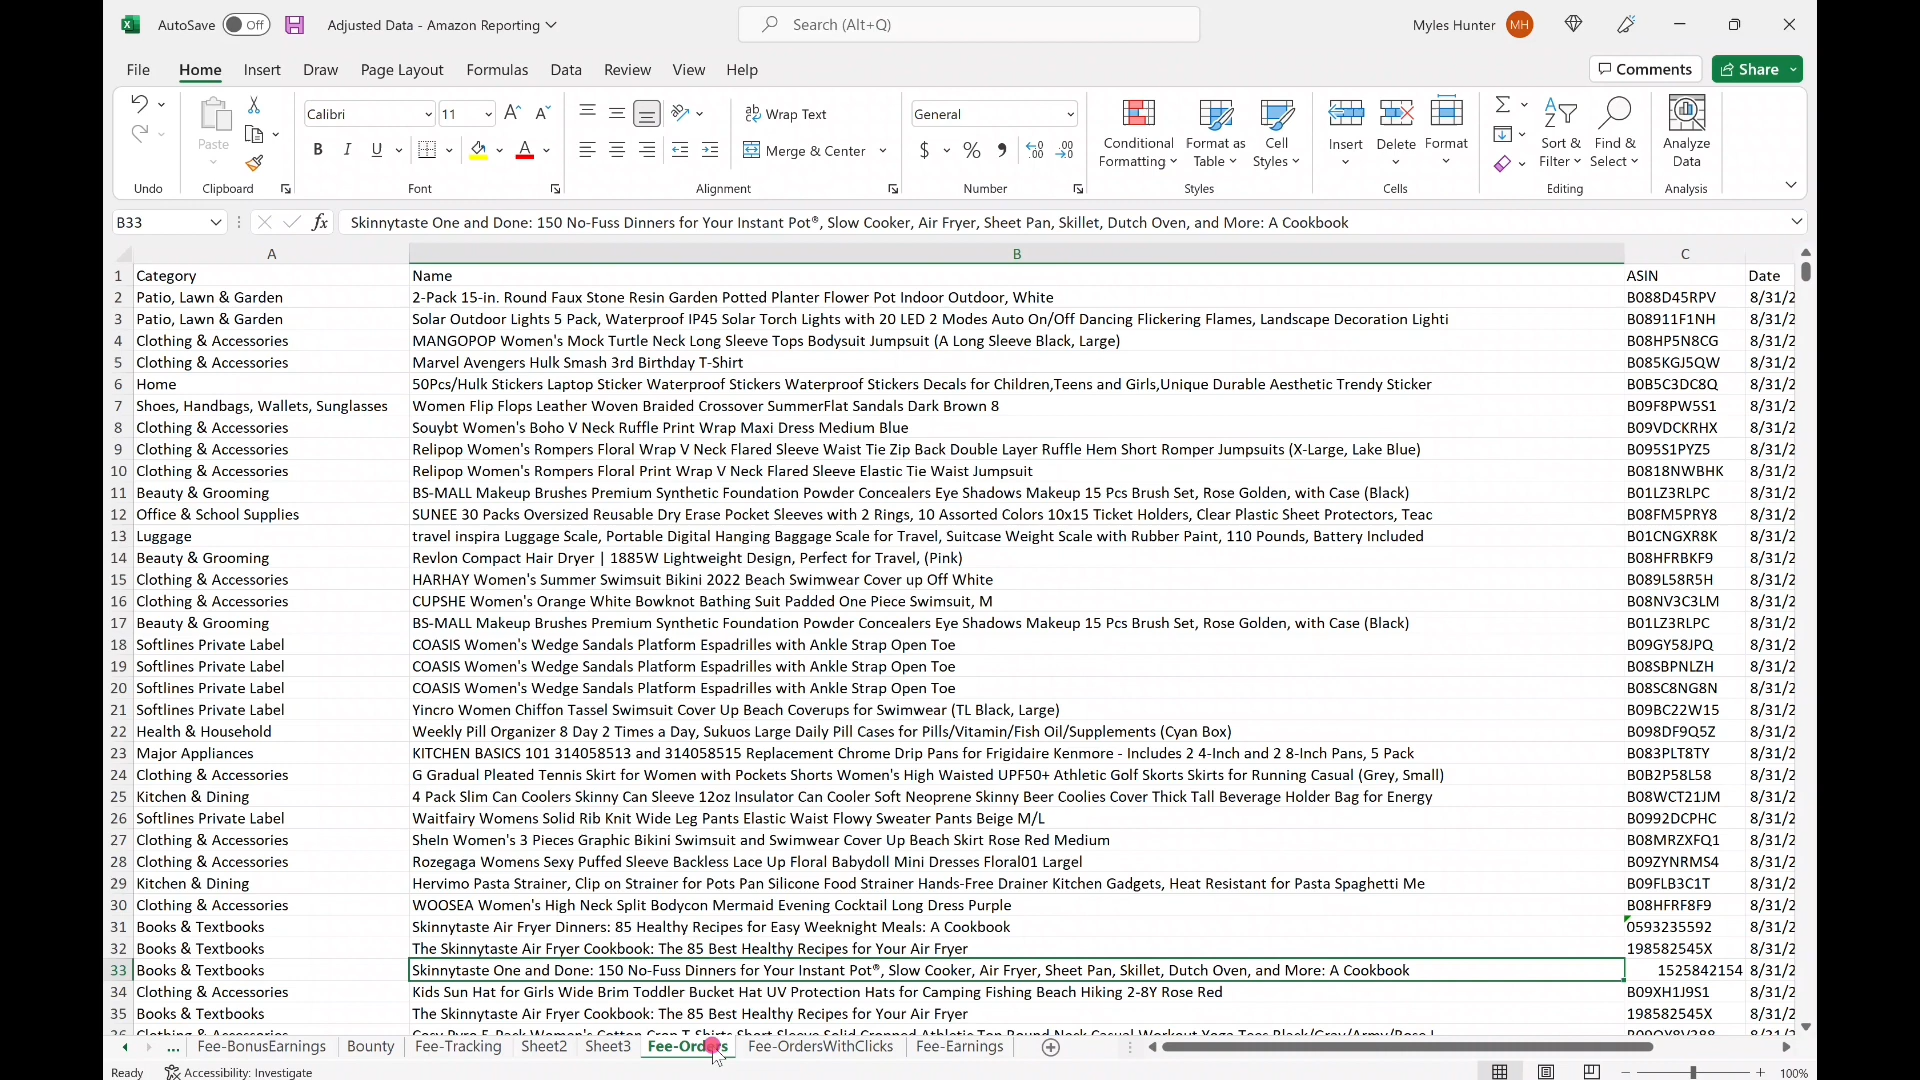 AutoSave Off Adjusted Data - Amazon Reporting Search (Alt+Q) Myles Hunter MH
File Home Insert Draw Page Layout Formulas Data Review View Help Comments Share
Paste
Calibri 11
B I U A
Wrap Text
Merge & Center
General
$ % 9
Conditional Formatting
Format as Table
Cell Styles
Insert Delete Format
Sort & Filter
Find & Select
Analyze Data
Undo Clipboard Font Alignment Number Styles Cells Editing Analysis
B33 fx Skinnytaste One and Done: 150 No-Fuss Dinners for Your Instant Pot®, Slow Cooker, Air Fryer, Sheet Pan, Skillet, Dutch Oven, and More: A Cookbook
A B C
1 Category Name ASIN Date
2 Patio, Lawn & Garden 2-Pack 15-in. Round Faux Stone Resin Garden Potted Planter Flower Pot Indoor Outdoor, White B088D45RPV 8/31/2
3 Patio, Lawn & Garden Solar Outdoor Lights 5 Pack, Waterproof IP45 Solar Torch Lights with 20 LED 2 Modes Auto On/Off Dancing Flickering Flames, Landscape Decoration Lighti B08911F1NH 8/31/2
4 Clothing & Accessories MANGOPOP Women's Mock Turtle Neck Long Sleeve Tops Bodysuit Jumpsuit (A Long Sleeve Black, Large) B08HP5N8CG 8/31/2
5 Clothing & Accessories Marvel Avengers Hulk Smash 3rd Birthday T-Shirt B085KGJ5QW 8/31/2
6 Home 50Pcs/Hulk Stickers Laptop Sticker Waterproof Stickers Waterproof Stickers Decals for Children,Teens and Girls,Unique Durable Aesthetic Trendy Sticker B0B5C3DC8Q 8/31/2
7 Shoes, Handbags, Wallets, Sunglasses Women Flip Flops Leather Woven Braided Crossover SummerFlat Sandals Dark Brown 8 B09F8PW5S1 8/31/2
8 Clothing & Accessories Souybt Women's Boho V Neck Ruffle Print Wrap Maxi Dress Medium Blue B09VDCKRHX 8/31/2
9 Clothing & Accessories Relipop Women's Rompers Floral Wrap V Neck Flared Sleeve Waist Tie Zip Back Double Layer Ruffle Hem Short Romper Jumpsuits (X-Large, Lake Blue) B095S1PYZ5 8/31/2
10 Clothing & Accessories Relipop Women's Rompers Floral Print Wrap V Neck Flared Sleeve Elastic Tie Waist Jumpsuit B0818NWBHK 8/31/2
11 Beauty & Grooming BS-MALL Makeup Brushes Premium Synthetic Foundation Powder Concealers Eye Shadows Makeup 15 Pcs Brush Set, Rose Golden, with Case (Black) B01LZ3RLPC 8/31/2
12 Office & School Supplies SUNEE 30 Packs Oversized Reusable Dry Erase Pocket Sleeves with 2 Rings, 10 Assorted Colors 10x15 Ticket Holders, Clear Plastic Sheet Protectors, Teac B08FM5PRY8 8/31/2
13 Luggage travel inspira Luggage Scale, Portable Digital Hanging Baggage Scale for Travel, Suitcase Weight Scale with Rubber Paint, 110 Pounds, Battery Included B01CNGXR8K 8/31/2
14 Beauty & Grooming Revlon Compact Hair Dryer | 1885W Lightweight Design, Perfect for Travel, (Pink) B08HFRBKF9 8/31/2
15 Clothing & Accessories HARHAY Women's Summer Swimsuit Bikini 2022 Beach Swimwear Cover up Off White B089L58R5H 8/31/2
16 Clothing & Accessories CUPSHE Women's Orange White Bowknot Bathing Suit Padded One Piece Swimsuit, M B08NV3C3LM 8/31/2
17 Beauty & Grooming BS-MALL Makeup Brushes Premium Synthetic Foundation Powder Concealers Eye Shadows Makeup 15 Pcs Brush Set, Rose Golden, with Case (Black) B01LZ3RLPC 8/31/2
18 Softlines Private Label COASIS Women's Wedge Sandals Platform Espadrilles with Ankle Strap Open Toe B09GY58JPQ 8/31/2
19 Softlines Private Label COASIS Women's Wedge Sandals Platform Espadrilles with Ankle Strap Open Toe B08SBPNLZH 8/31/2
20 Softlines Private Label COASIS Women's Wedge Sandals Platform Espadrilles with Ankle Strap Open Toe B08SC8NG8N 8/31/2
21 Softlines Private Label Yincro Women Chiffon Tassel Swimsuit Cover Up Beach Coverups for Swimwear (TL Black, Large) B09BC22W15 8/31/2
22 Health & Household Weekly Pill Organizer 8 Day 2 Times a Day, Sukuos Large Daily Pill Cases for Pills/Vitamin/Fish Oil/Supplements (Cyan Box) B098DF9Q5Z 8/31/2
23 Major Appliances KITCHEN BASICS 101 314058513 and 314058515 Replacement Chrome Drip Pans for Frigidaire Kenmore - Includes 2 4-Inch and 2 8-Inch Pans, 5 Pack B083PLT8TY 8/31/2
24 Clothing & Accessories G Gradual Pleated Tennis Skirt for Women with Pockets Shorts Women's High Waisted UPF50+ Athletic Golf Skorts Skirts for Running Casual (Grey, Small) B0B2P58L58 8/31/2
25 Kitchen & Dining 4 Pack Slim Can Coolers Skinny Can Sleeve 12oz Insulator Can Cooler Soft Neoprene Skinny Beer Coolies Cover Thick Tall Beverage Holder Bag for Energy B08WCT21JM 8/31/2
26 Softlines Private Label Waitfairy Womens Solid Rib Knit Wide Leg Pants Elastic Waist Flowy Sweater Pants Beige M/L B0992DCPHC 8/31/2
27 Clothing & Accessories SheIn Women's 3 Pieces Graphic Bikini Swimsuit and Swimwear Cover Up Beach Skirt Rose Red Medium B08MRZXFQ1 8/31/2
28 Clothing & Accessories Rozegaga Womens Sexy Puffed Sleeve Backless Lace Up Floral Babydoll Mini Dresses Floral01 Largel B09ZYNRMS4 8/31/2
29 Kitchen & Dining Hervimo Pasta Strainer, Clip on Strainer for Pots Pan Silicone Food Strainer Hands-Free Drainer Kitchen Gadgets, Heat Resistant for Pasta Spaghetti Me B09FLB3C1T 8/31/2
30 Clothing & Accessories WOOSEA Women's High Neck Split Bodycon Mermaid Evening Cocktail Long Dress Purple B08HFRF8F9 8/31/2
31 Books & Textbooks Skinnytaste Air Fryer Dinners: 85 Healthy Recipes for Easy Weeknight Meals: A Cookbook 0593235592 8/31/2
32 Books & Textbooks The Skinnytaste Air Fryer Cookbook: The 85 Best Healthy Recipes for Your Air Fryer 198582545X 8/31/2
33 Books & Textbooks Skinnytaste One and Done: 150 No-Fuss Dinners for Your Instant Pot®, Slow Cooker, Air Fryer, Sheet Pan, Skillet, Dutch Oven, and More: A Cookbook 1525842154 8/31/2
34 Clothing & Accessories Kids Sun Hat for Girls Wide Brim Toddler Bucket Hat UV Protection Hats for Camping Fishing Beach Hiking 2-8Y Rose Red B09XH1J9S1 8/31/2
35 Books & Textbooks The Skinnytaste Air Fryer Cookbook: The 85 Best Healthy Recipes for Your Air Fryer 198582545X 8/31/2
36 Clothing & Accessories
... Fee-BonusEarnings Bounty Fee-Tracking Sheet2 Sheet3 Fee-Orders Fee-OrdersWithClicks Fee-Earnings
Ready Accessibility: Investigate 100%